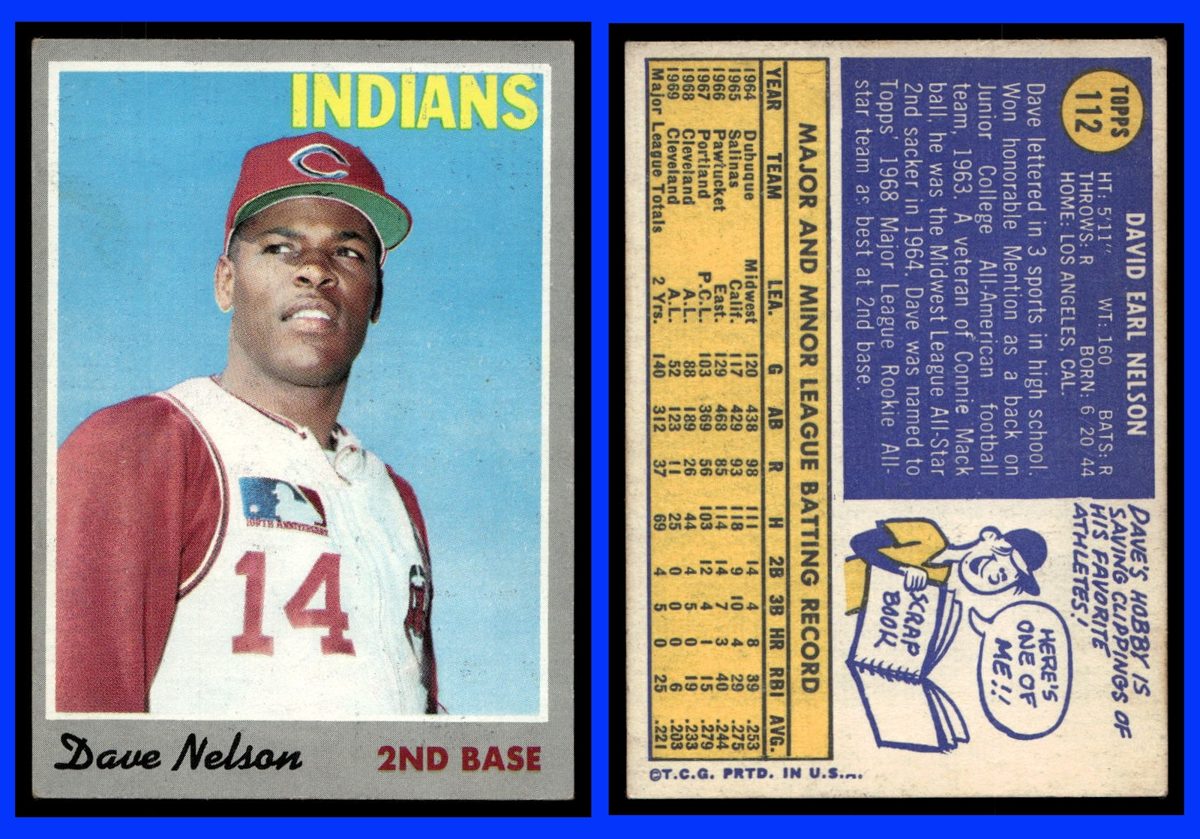 INDIANS
C
100TH ANNIVERSARY
14
Dave Nelson
2ND BASE
TOPPS
112
DAVID EARL NELSON
HT: 5'11" WT: 160 BATS: R
THROWS: R BORN: 6 20 44
HOME: LOS ANGELES, CAL.
Dave lettered in 3 sports in high school.
Won honorable Mention as a back on
Junior College All-American football
team, 1963. A veteran of Connie Mack
ball, he was the Midwest League All-Star
2nd sacker in 1964. Dave was named to
Topps' 1968 Major League Rookie All-
star team as best at 2nd base.
DAVE'S HOBBY IS
SAVING CLIPPINGS OF
HIS FAVORITE
ATHLETES!
HERE'S
ONE OF
ME!!
SCRAP
BOOK
MAJOR AND MINOR LEAGUE BATTING RECORD
YEAR TEAM LEA. G AB R H 2B 3B HR RBI AVG.
1964 Dubuque Midwest 120 438 98 111 14 4 8 39 .253
1965 Salinas Calif. 117 429 93 118 9 10 4 29 .275
1966 Pawtucket East. 129 468 85 114 14 7 3 40 .244
1967 Portland P.C.L. 103 369 56 103 12 4 1 15 .279
1968 Cleveland A.L. 88 189 26 44 4 5 0 19 .233
1969 Cleveland A.L. 52 123 11 25 0 0 0 6 .203
Major League Totals 2 Yrs. 140 312 37 69 4 5 0 25 .221
©T.C.G. PRTD. IN U.S.A.